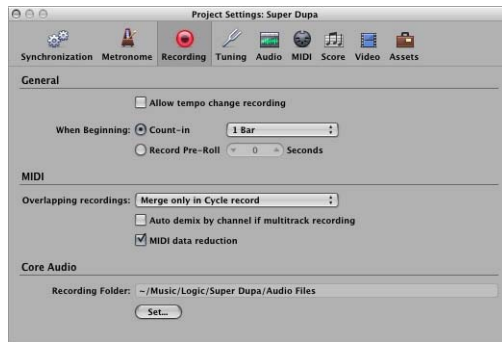 Project Settings: Super Dupa
Synchronization Metronome Recording Tuning Audio MIDI Score Video Assets
General
Allow tempo change recording
When Beginning: Count-in 1 Bar
Record Pre-Roll 0 Seconds
MIDI
Overlapping recordings: Merge only in Cycle record
Auto demix by channel if multitrack recording
MIDI data reduction
Core Audio
Recording Folder: ~/Music/Logic/Super Dupa/Audio Files
Set...